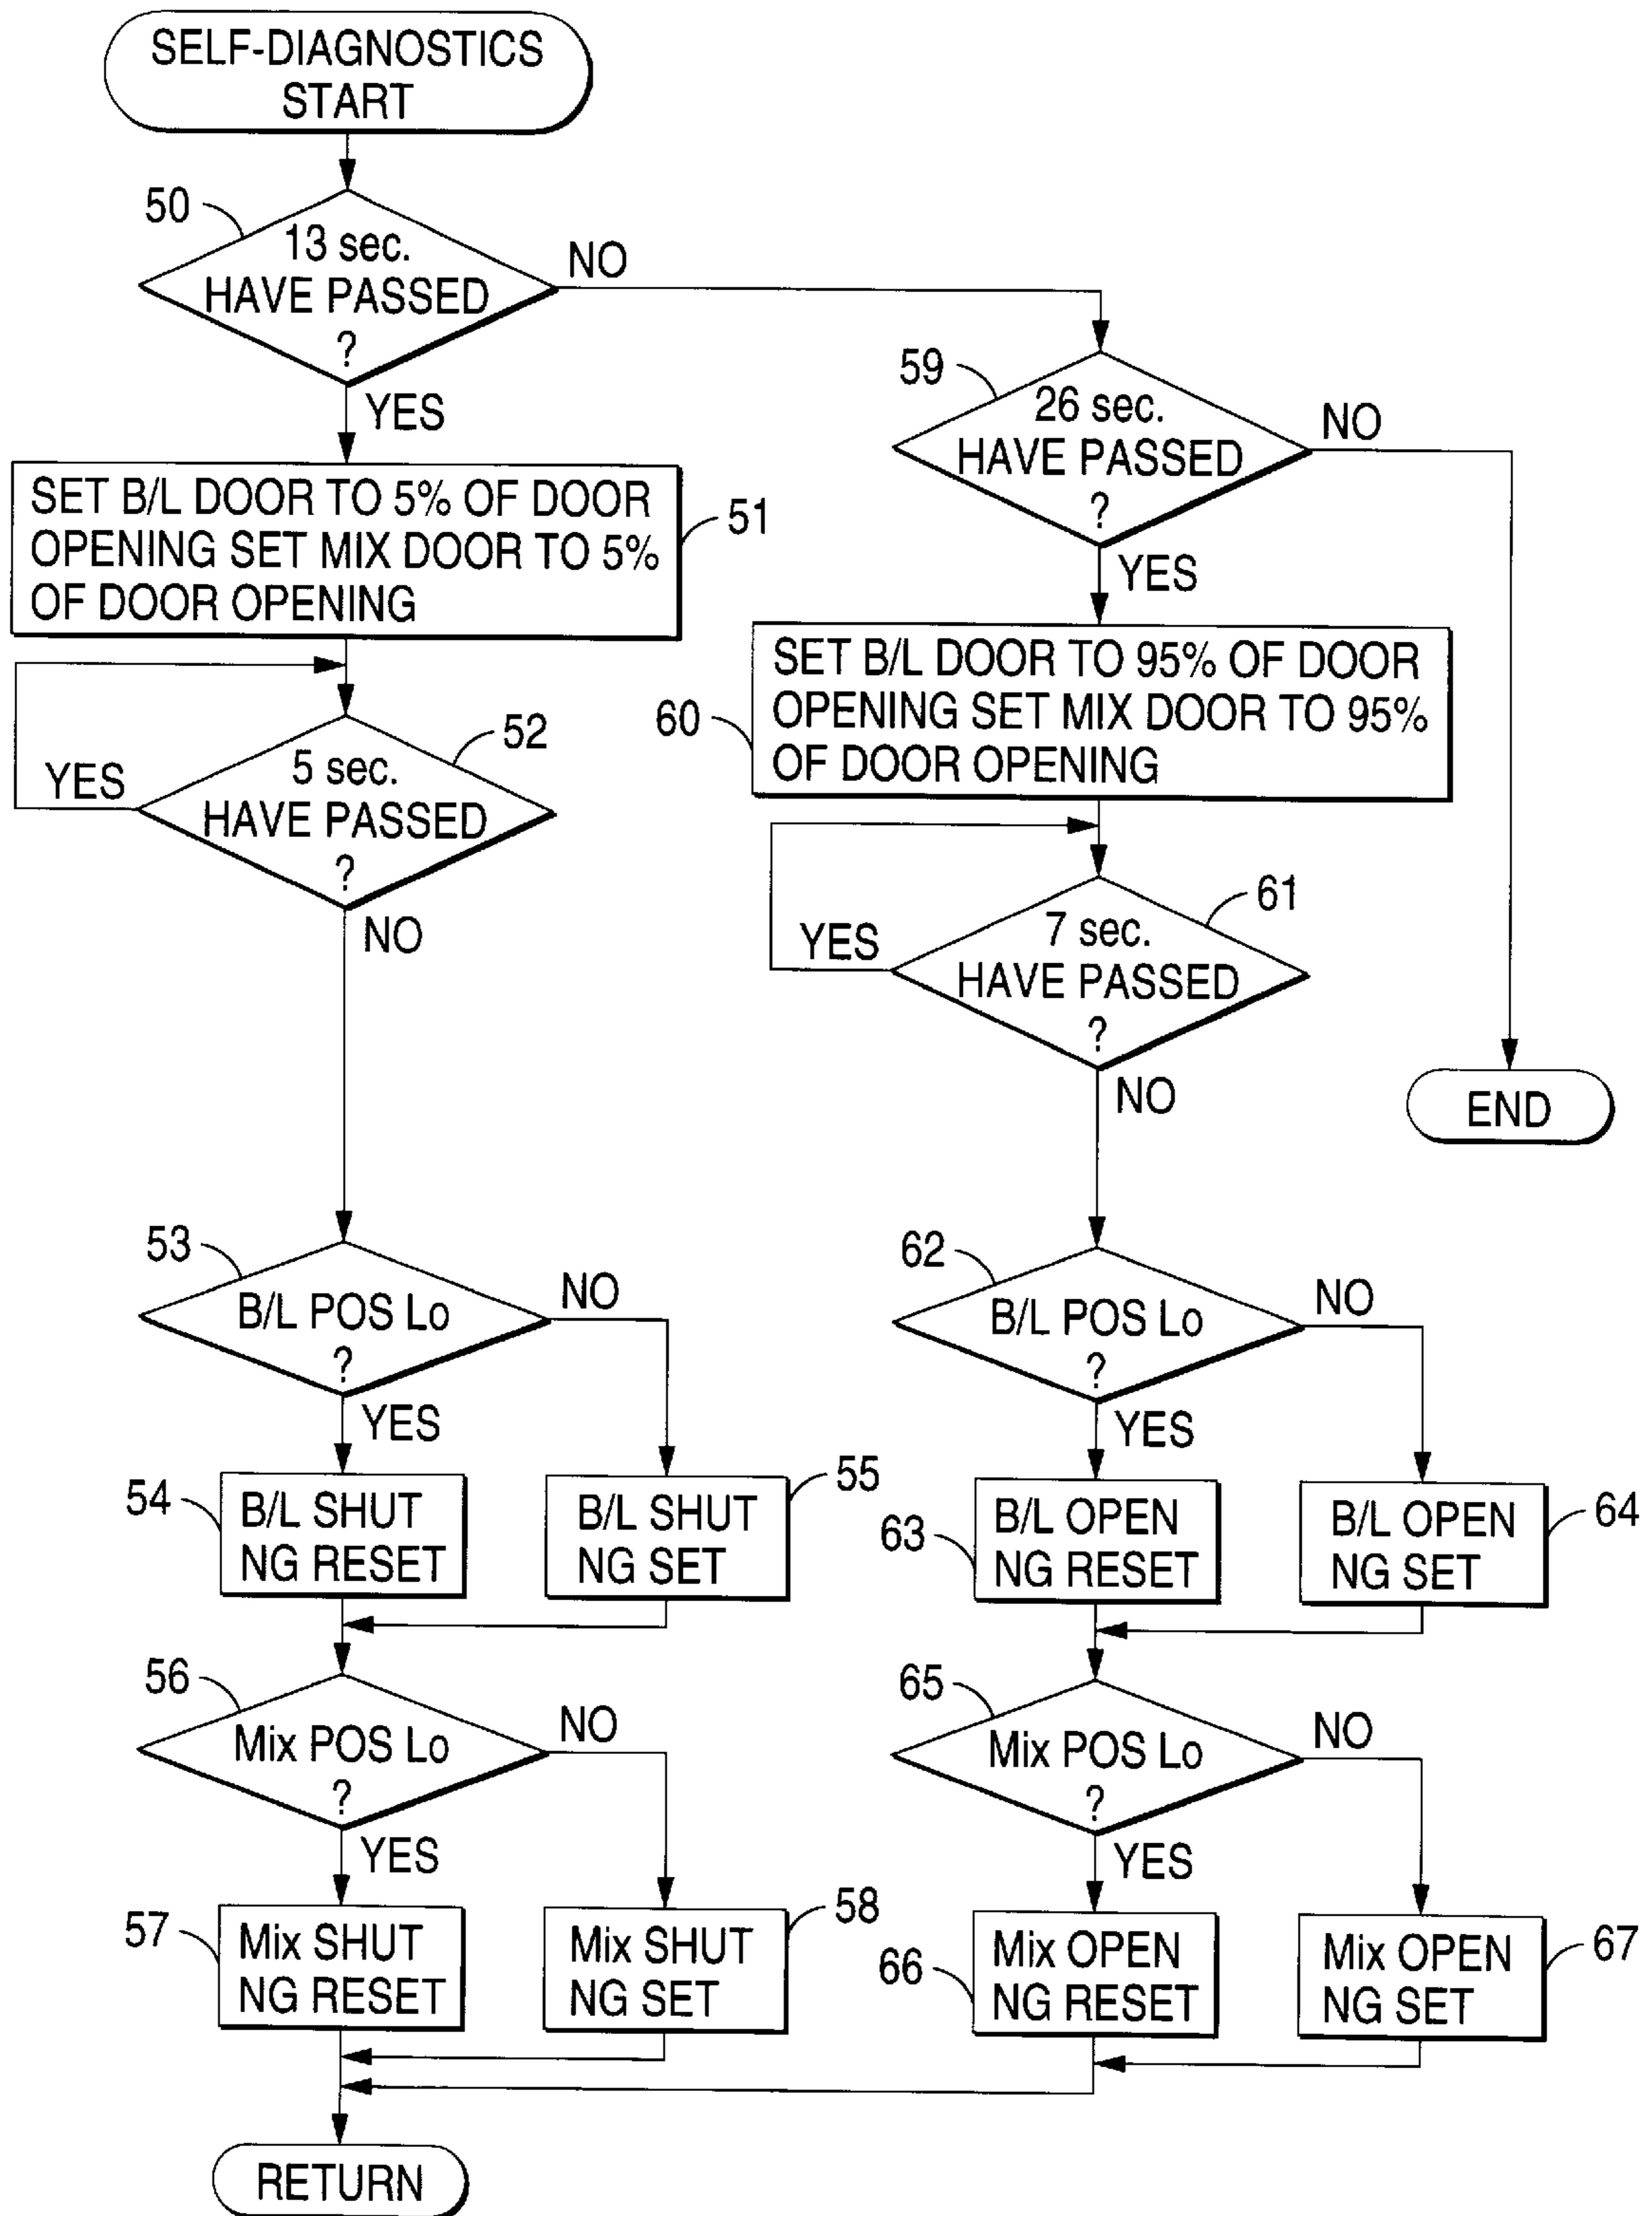 SELF-DIAGNOSTICS
START
50
13 sec.
HAVE PASSED
?
NO
YES
59
26 sec.
HAVE PASSED
?
NO
YES
SET B/L DOOR TO 5% OF DOOR
OPENING SET MIX DOOR TO 5%
OF DOOR OPENING
51
52
5 sec.
HAVE PASSED
?
YES
NO
60
SET B/L DOOR TO 95% OF DOOR
OPENING SET MIX DOOR TO 95%
OF DOOR OPENING
61
7 sec.
HAVE PASSED
?
YES
NO
END
53
B/L POS Lo
?
NO
YES
54
B/L SHUT
NG RESET
55
B/L SHUT
NG SET
56
Mix POS Lo
?
NO
YES
57
Mix SHUT
NG RESET
58
Mix SHUT
NG SET
62
B/L POS Lo
?
NO
YES
63
B/L OPEN
NG RESET
64
B/L OPEN
NG SET
65
Mix POS Lo
?
NO
YES
66
Mix OPEN
NG RESET
67
Mix OPEN
NG SET
RETURN